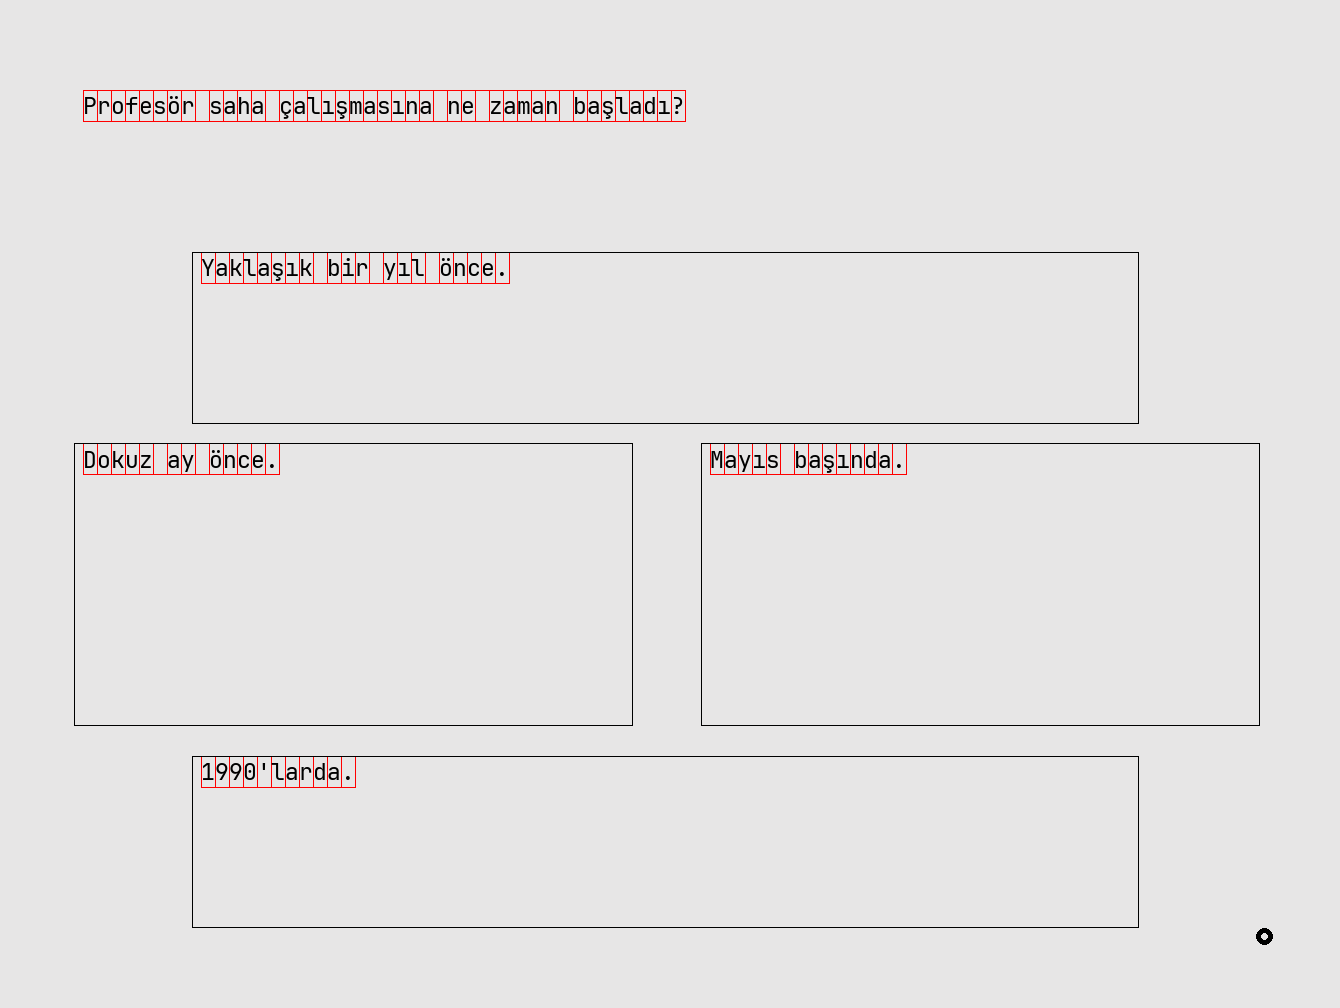 Profesör saha çalışmasına ne zaman başladı?
Yaklaşık bir yıl önce.
Dokuz ay önce.
Mayıs başında.
1990'larda.